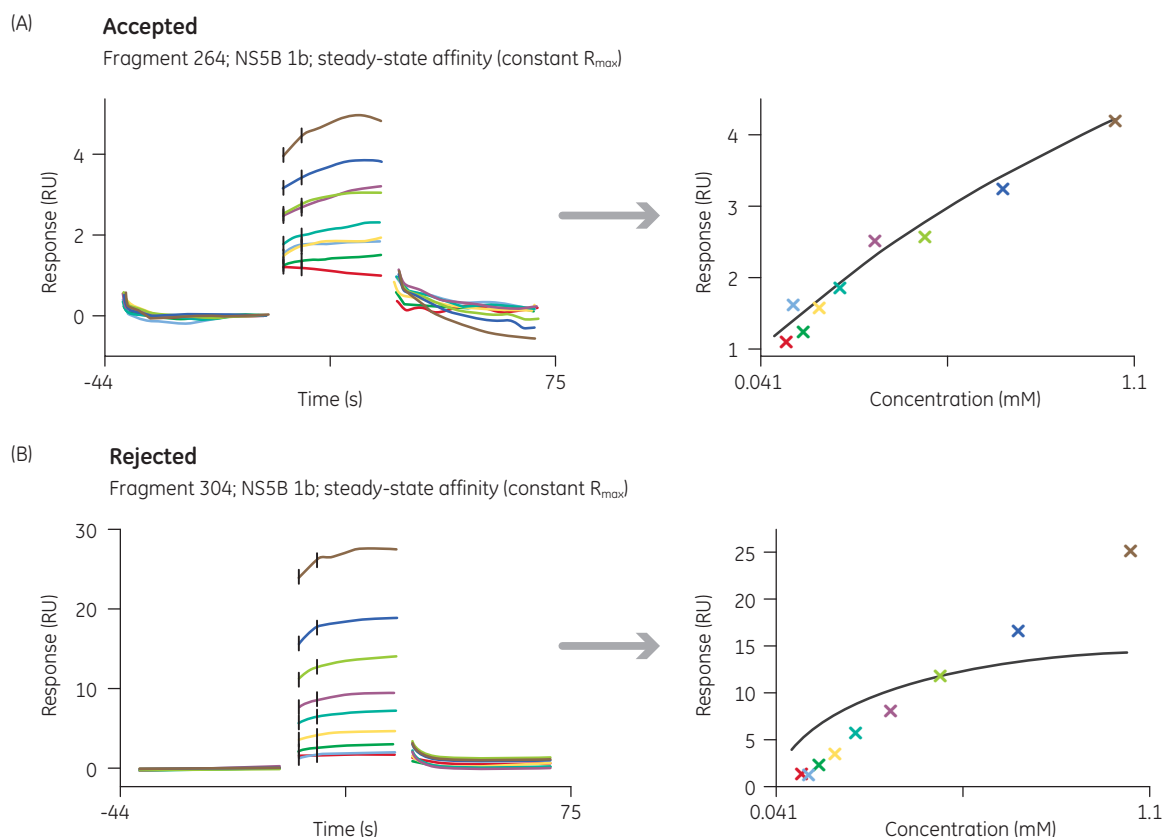 (A)
Accepted
Fragment 264; NS5B 1b; steady-state affinity (constant Rmax)
Response (RU)
4
2
0
-44
75
Time (s)
Response (RU)
4
3
2
1
0.041
1.1
Concentration (mM)
(B)
Rejected
Fragment 304; NS5B 1b; steady-state affinity (constant Rmax)
Response (RU)
30
20
10
0
-44
75
Time (s)
Response (RU)
25
20
15
10
5
0
0.041
1.1
Concentration (mM)